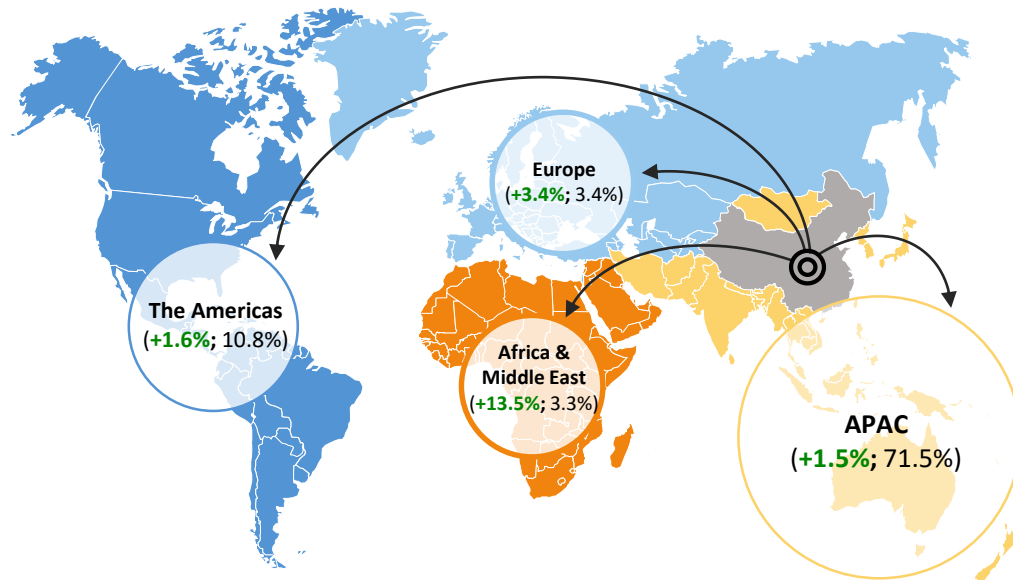 Europe
(+3.4%; 3.4%)
The Americas
(+1.6%; 10.8%)
Africa &
Middle East
(+13.5%; 3.3%)
APAC
(+1.5%; 71.5%)